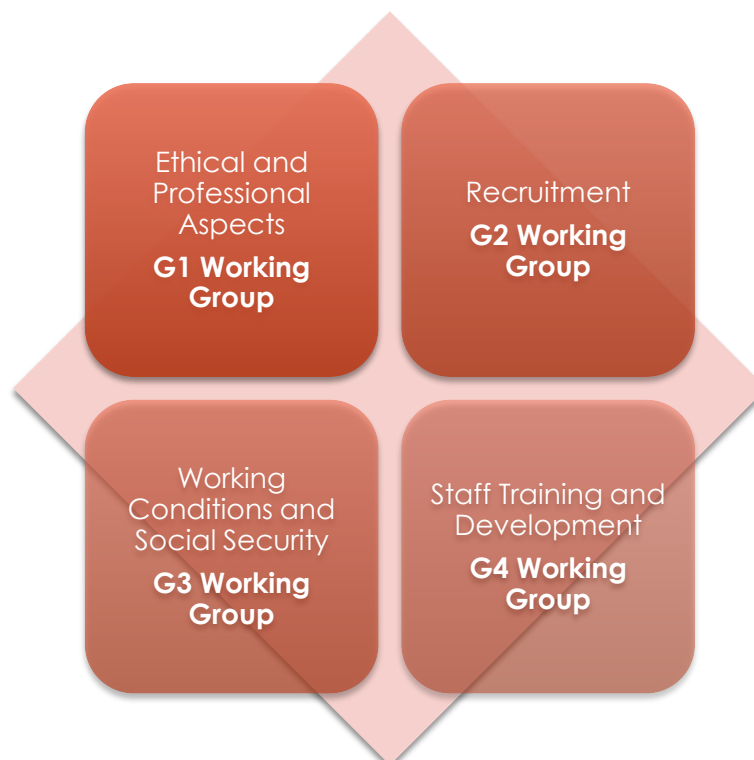 Ethical and
Professional
Aspects
G1 Working
Group
Recruitment
G2 Working
Group
Working
Conditions and
Social Security
G3 Working
Group
Staff Training and
Development
G4 Working
Group